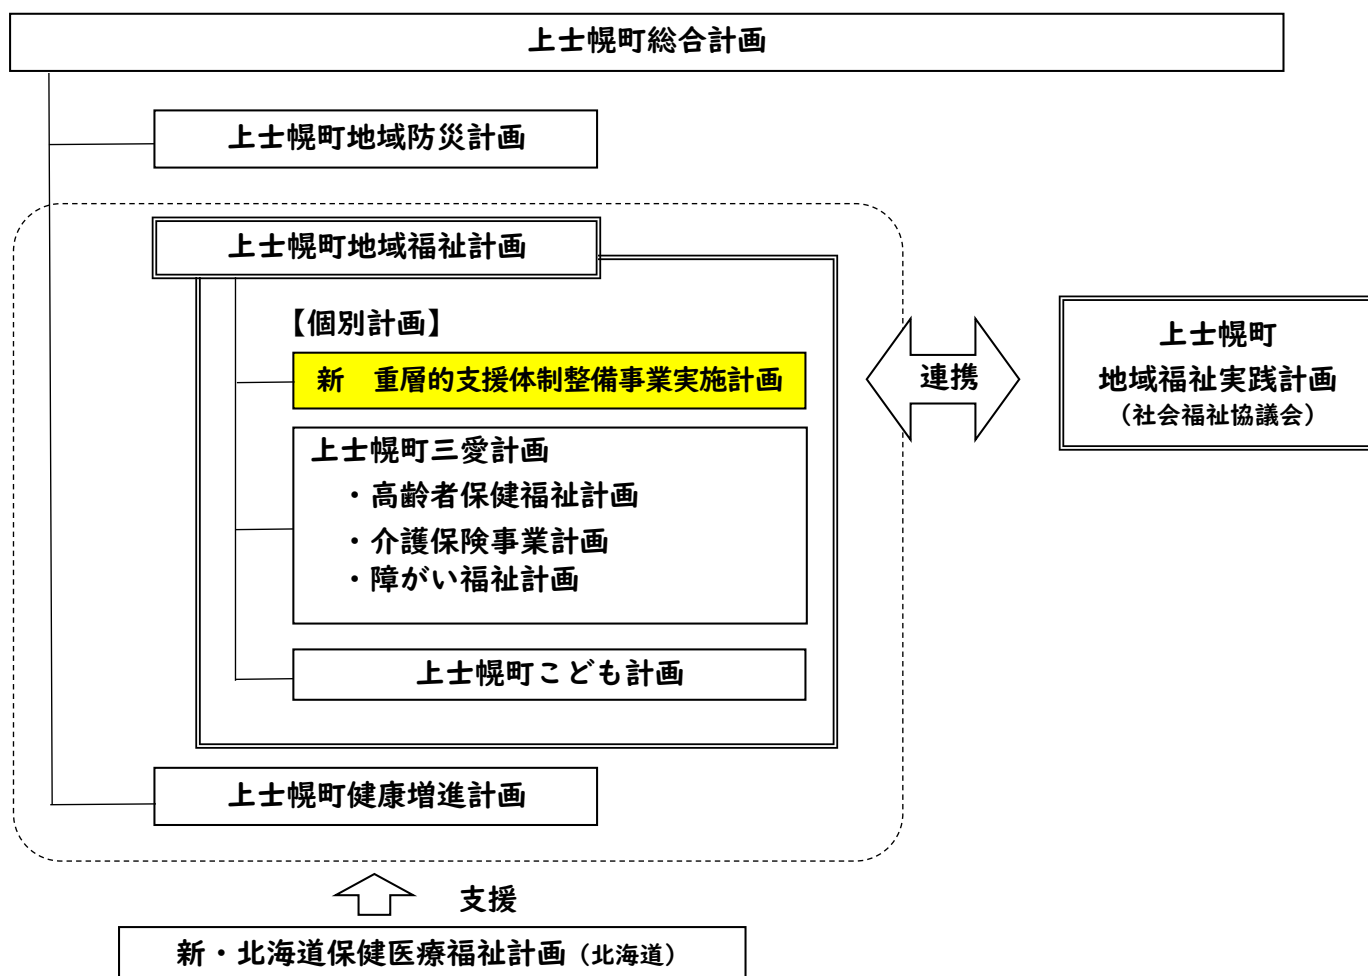 上士幌町総合計画
上士幌町地域防災計画
上士幌町地域福祉計画
【個別計画】
新　重層的支援体制整備事業実施計画
上士幌町三愛計画
・高齢者保健福祉計画
・介護保険事業計画
・障がい福祉計画
上士幌町こども計画
上士幌町健康増進計画
連携
上士幌町
地域福祉実践計画
（社会福祉協議会）
支援
新・北海道保健医療福祉計画（北海道）